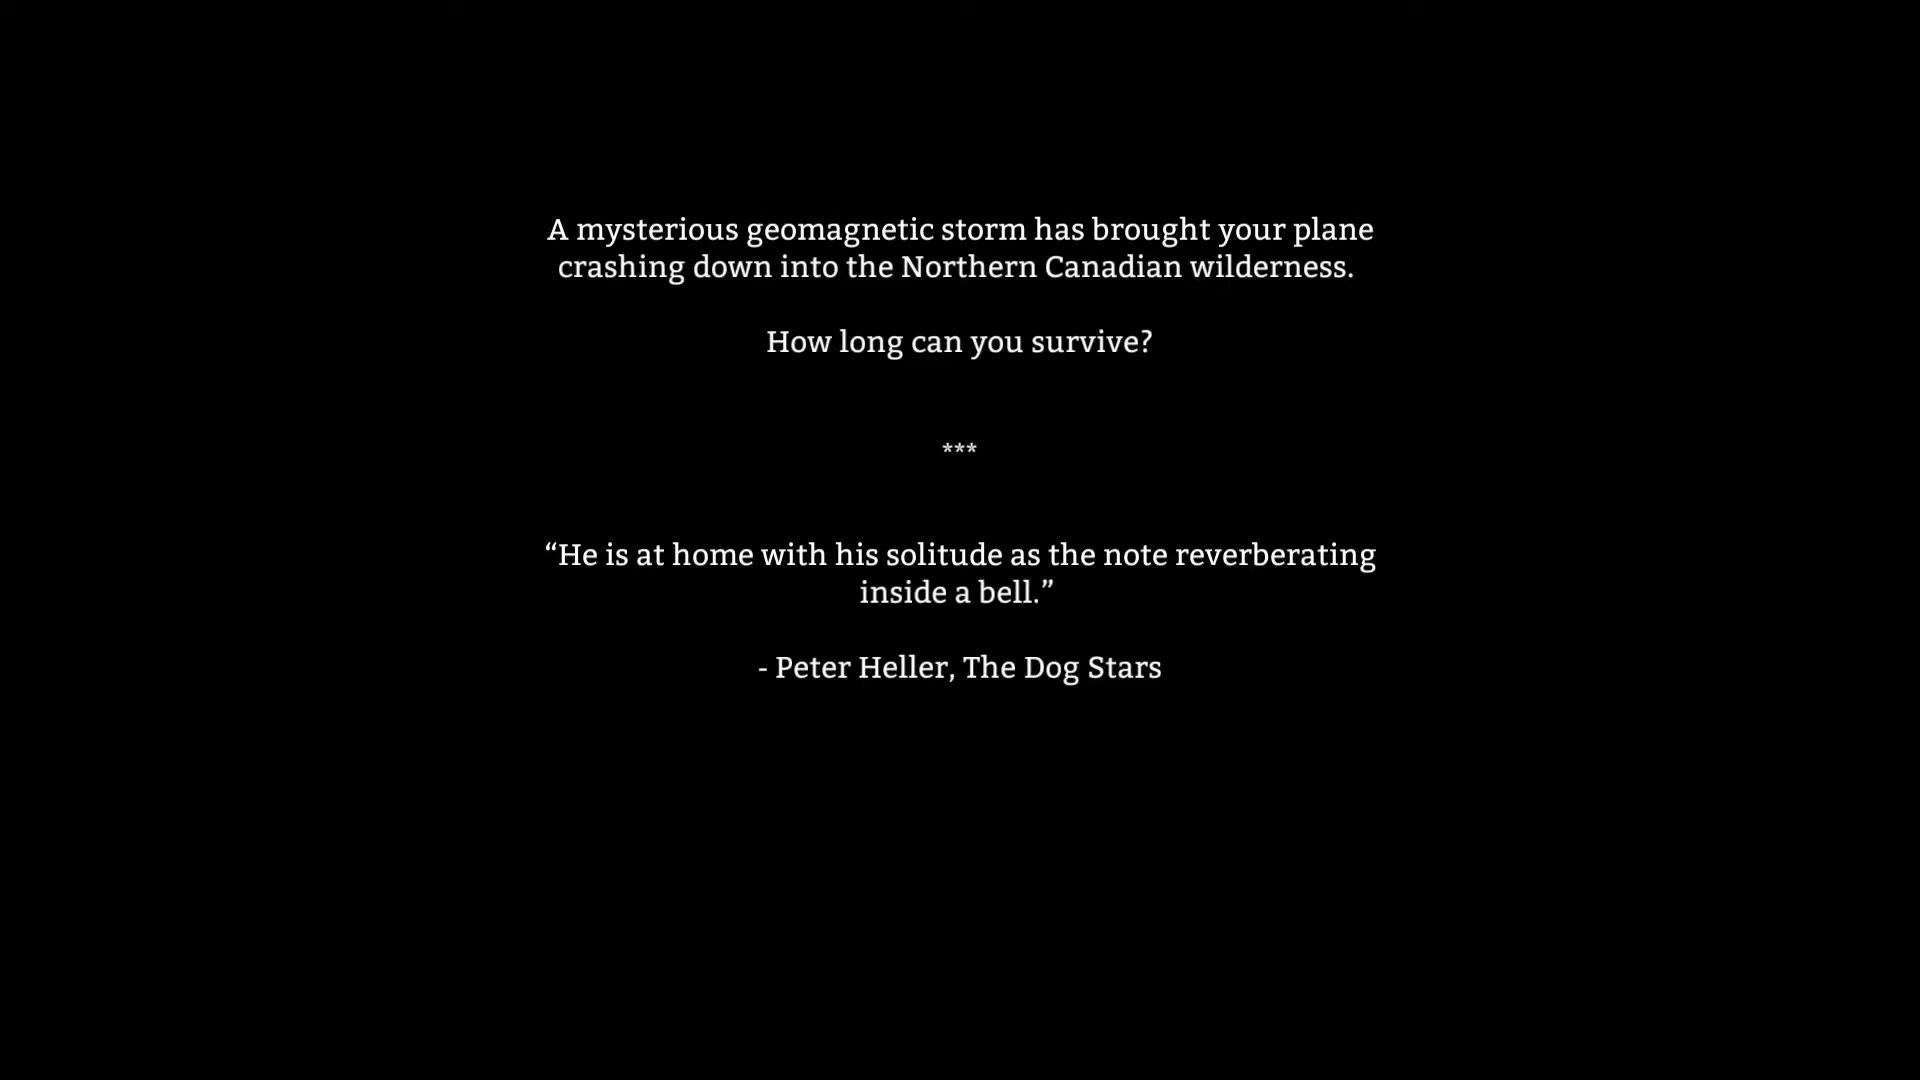 A mysterious geomagnetic storm has brought your plane
crashing down into the Northern Canadian wilderness.
How long can you survive?
***
“He is at home with his solitude as the note reverberating
inside a bell.”
- Peter Heller, The Dog Stars